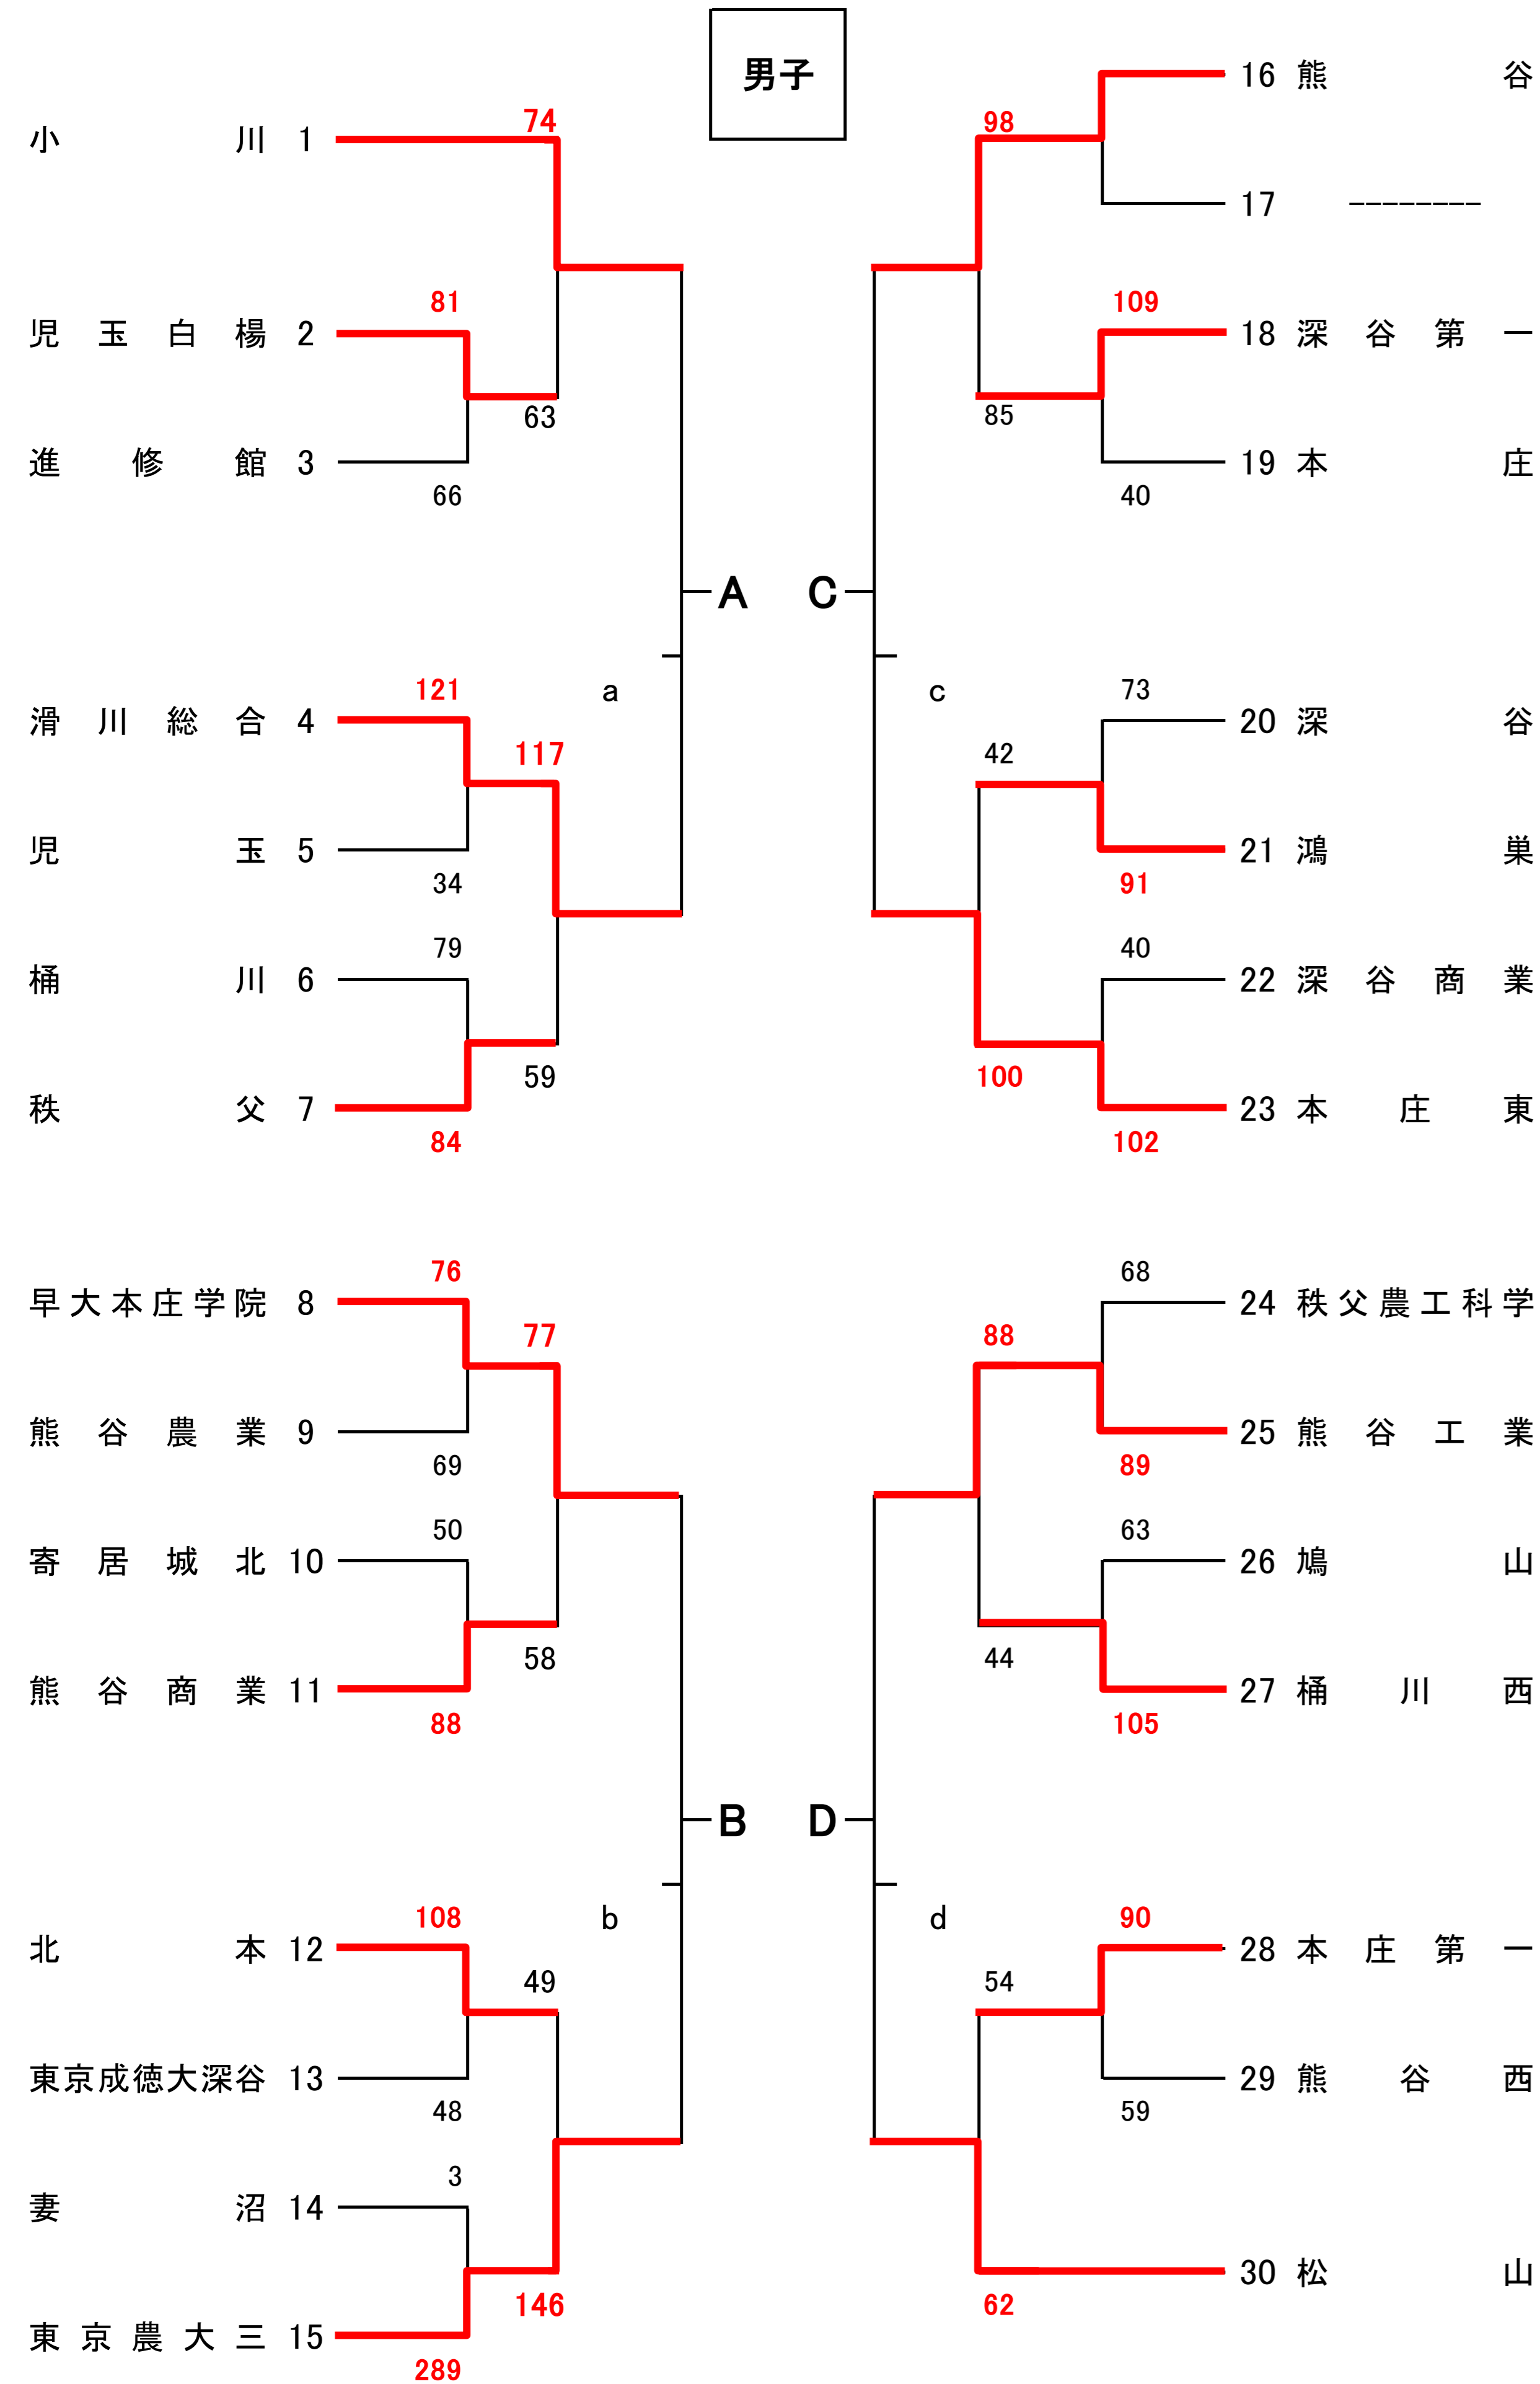 男子
74
小川 1
81
児玉白楊 2
63
進修館 3
66
A
a
121
滑川総合 4
117
児玉 5
34
79
桶川 6
59
秩父 7
84
76
早大本庄学院 8
77
熊谷農業 9
69
50
寄居城北 10
58
熊谷商業 11
88
B
b
108
北本 12
49
東京成徳大深谷 13
48
3
妻沼 14
146
東京農大三 15
289
16 熊谷
98
17 --------
109
18 深谷第一
85
19 本庄
40
C
c
73
20 深谷
42
21 鴻巣
91
40
22 深谷商業
100
23 本庄東
102
68
24 秩父農工科学
88
25 熊谷工業
89
63
26 鳩山
44
27 桶川西
105
D
d
90
28 本庄第一
54
29 熊谷西
59
30 松山
62